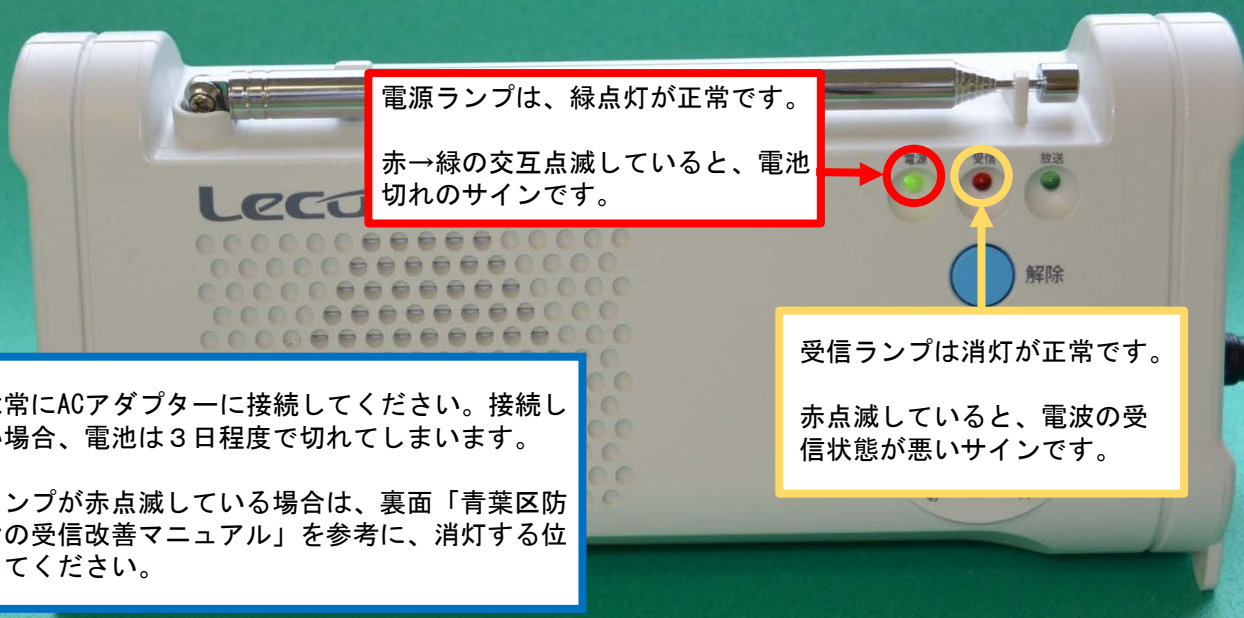 電源ランプは、緑点灯が正常です。
赤→緑の交互点滅していると、電池
切れのサインです。
電源
受信
放送
解除
受信ランプは消灯が正常です。
赤点滅していると、電波の受
信状態が悪いサインです。
常にACアダプターに接続してください。接続し
場合、電池は３日程度で切れてしまいます。
ンプが赤点滅している場合は、裏面「青葉区防
の受信改善マニュアル」を参考に、消灯する位
てください。